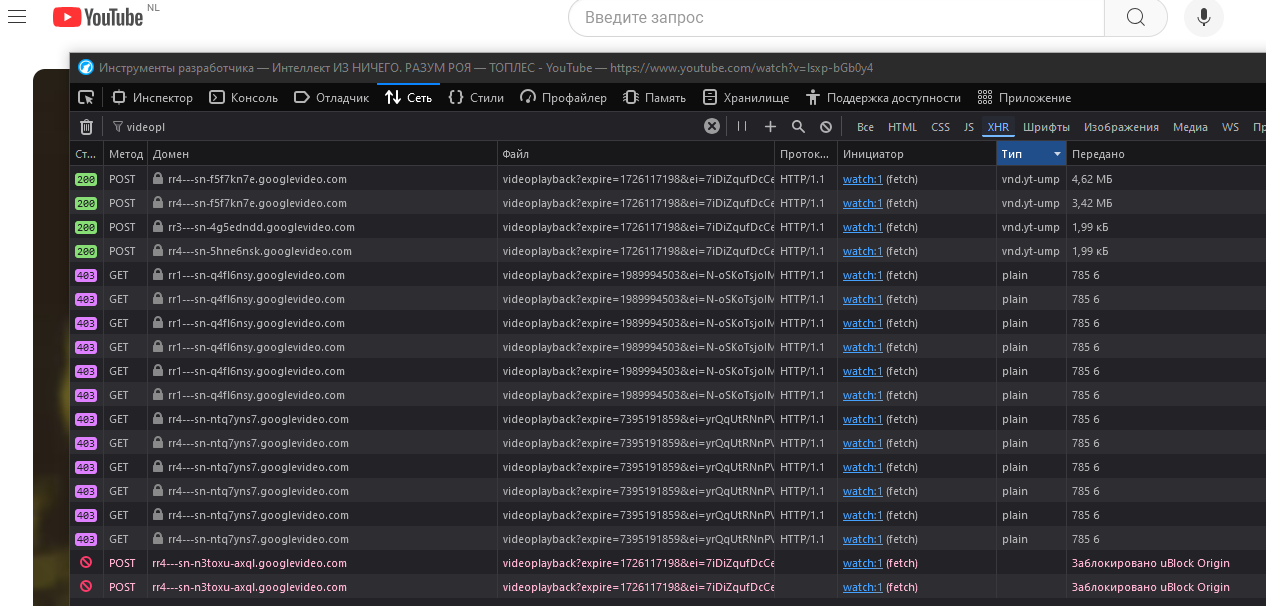 YouTube NL
Введите запрос
Инструменты разработчика — Интеллект ИЗ НИЧЕГО. РАЗУМ РОЯ — ТОПЛЕС - YouTube — https://www.youtube.com/watch?v=lsxp-bGb0y4
Инспектор Консоль Отладчик Сеть Стили Профайлер Память Хранилище Поддержка доступности Приложение
videopl Все HTML CSS JS XHR Шрифты Изображения Медиа WS Пр
Ст... Метод Домен Файл Проток... Инициатор Тип Передано
200 POST rr4---sn-f5f7kn7e.googlevideo.com videoplayback?expire=1726117198&ei=7iDiZqufDcCe HTTP/1.1 watch:1 (fetch) vnd.yt-ump 4,62 МБ
200 POST rr4---sn-f5f7kn7e.googlevideo.com videoplayback?expire=1726117198&ei=7iDiZqufDcCe HTTP/1.1 watch:1 (fetch) vnd.yt-ump 3,42 МБ
200 POST rr3---sn-4g5edndd.googlevideo.com videoplayback?expire=1726117198&ei=7iDiZqufDcCe HTTP/1.1 watch:1 (fetch) vnd.yt-ump 1,99 кБ
200 POST rr4---sn-5hne6nsk.googlevideo.com videoplayback?expire=1726117198&ei=7iDiZqufDcCe HTTP/1.1 watch:1 (fetch) vnd.yt-ump 1,99 кБ
403 GET rr1---sn-q4fl6nsy.googlevideo.com videoplayback?expire=1989994503&ei=N-oSKoTsjolM HTTP/1.1 watch:1 (fetch) plain 785 б
403 GET rr1---sn-q4fl6nsy.googlevideo.com videoplayback?expire=1989994503&ei=N-oSKoTsjolM HTTP/1.1 watch:1 (fetch) plain 785 б
403 GET rr1---sn-q4fl6nsy.googlevideo.com videoplayback?expire=1989994503&ei=N-oSKoTsjolM HTTP/1.1 watch:1 (fetch) plain 785 б
403 GET rr1---sn-q4fl6nsy.googlevideo.com videoplayback?expire=1989994503&ei=N-oSKoTsjolM HTTP/1.1 watch:1 (fetch) plain 785 б
403 GET rr1---sn-q4fl6nsy.googlevideo.com videoplayback?expire=1989994503&ei=N-oSKoTsjolM HTTP/1.1 watch:1 (fetch) plain 785 б
403 GET rr1---sn-q4fl6nsy.googlevideo.com videoplayback?expire=1989994503&ei=N-oSKoTsjolM HTTP/1.1 watch:1 (fetch) plain 785 б
403 GET rr4---sn-ntq7yns7.googlevideo.com videoplayback?expire=7395191859&ei=yrQqUtRNnPV HTTP/1.1 watch:1 (fetch) plain 785 б
403 GET rr4---sn-ntq7yns7.googlevideo.com videoplayback?expire=7395191859&ei=yrQqUtRNnPV HTTP/1.1 watch:1 (fetch) plain 785 б
403 GET rr4---sn-ntq7yns7.googlevideo.com videoplayback?expire=7395191859&ei=yrQqUtRNnPV HTTP/1.1 watch:1 (fetch) plain 785 б
403 GET rr4---sn-ntq7yns7.googlevideo.com videoplayback?expire=7395191859&ei=yrQqUtRNnPV HTTP/1.1 watch:1 (fetch) plain 785 б
403 GET rr4---sn-ntq7yns7.googlevideo.com videoplayback?expire=7395191859&ei=yrQqUtRNnPV HTTP/1.1 watch:1 (fetch) plain 785 б
403 GET rr4---sn-ntq7yns7.googlevideo.com videoplayback?expire=7395191859&ei=yrQqUtRNnPV HTTP/1.1 watch:1 (fetch) plain 785 б
POST rr4---sn-n3toxu-axql.googlevideo.com videoplayback?expire=1726117198&ei=7iDiZqufDcCe watch:1 (fetch) Заблокировано uBlock Origin
POST rr4---sn-n3toxu-axql.googlevideo.com videoplayback?expire=1726117198&ei=7iDiZqufDcCe watch:1 (fetch) Заблокировано uBlock Origin